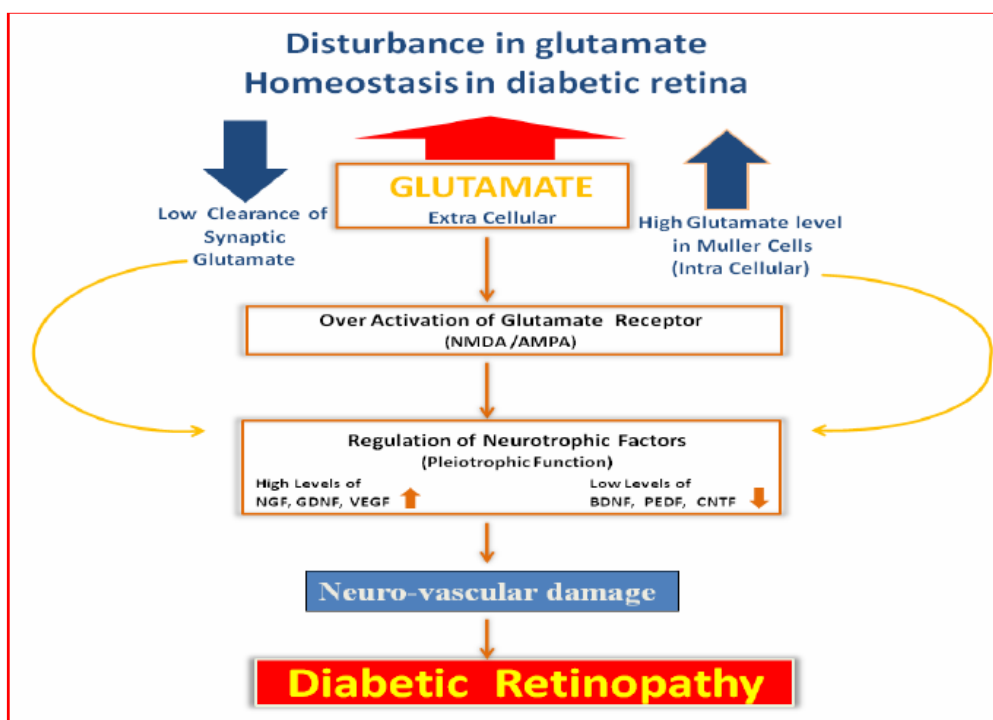 Disturbance in glutamate
Homeostasis in diabetic retina
GLUTAMATE
Extra Cellular
Low Clearance of
Synaptic
Glutamate
High Glutamate level
in Muller Cells
(Intra Cellular)
Over Activation of Glutamate Receptor
(NMDA /AMPA)
Regulation of Neurotrophic Factors
(Pleiotrophic Function)
High Levels of
NGF, GDNF, VEGF
Low Levels of
BDNF, PEDF, CNTF
Neuro-vascular damage
Diabetic Retinopathy